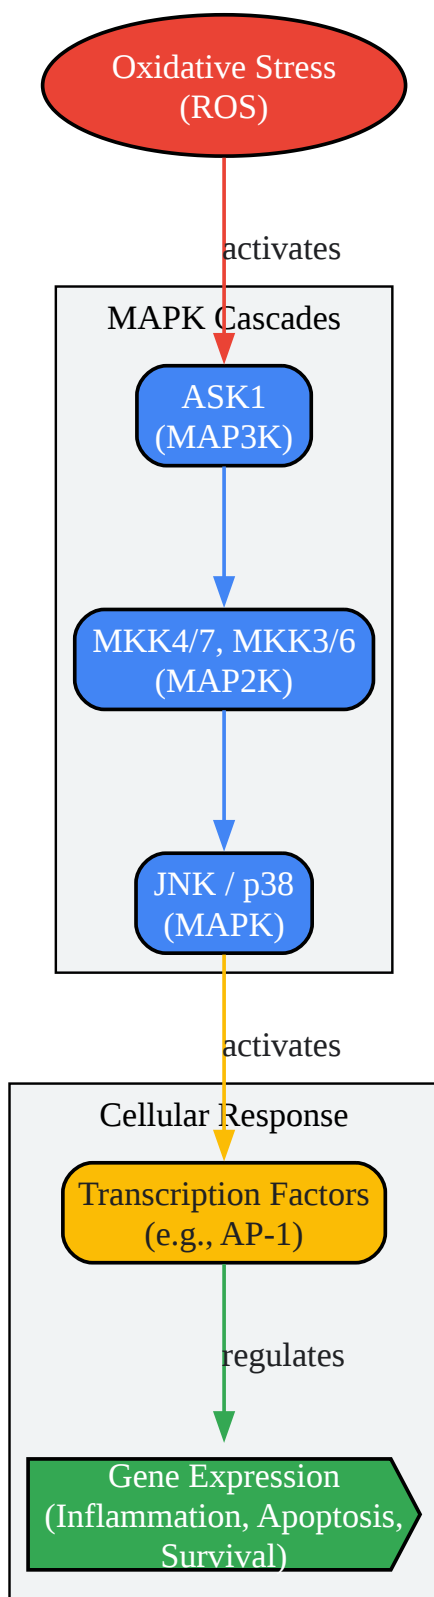 Oxidative Stress
(ROS)
activates
MAPK Cascades
ASK1
(MAP3K)
MKK4/7, MKK3/6
(MAP2K)
JNK / p38
(MAPK)
activates
Cellular Response
Transcription Factors
(e.g., AP-1)
regulates
Gene Expression
(Inflammation, Apoptosis,
Survival)